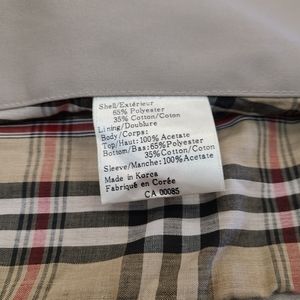 Shell/Extérieur
65% Polyester
35% Cotton/Coton
Lining/Doublure
Body/Corps:
Top/Haut:100% Acetate
Bottom/Bas:65% Polyester
35% Cotton/Coton
Sleeve/Manche:100% Acetate
Made in Korea
Fabriqué en Corée
CA 00085